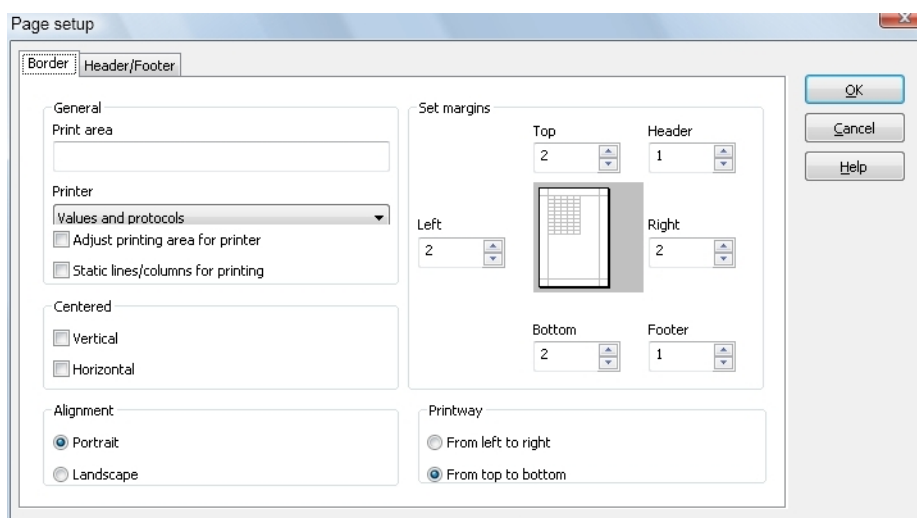 Page setup
Border
Header/Footer
General
Print area
Printer
Values and protocols
Adjust printing area for printer
Static lines/columns for printing
Centered
Vertical
Horizontal
Alignment
Portrait
Landscape
Set margins
Top
2
Header
1
Left
2
Right
2
Bottom
2
Footer
1
Printway
From left to right
From top to bottom
OK
Cancel
Help